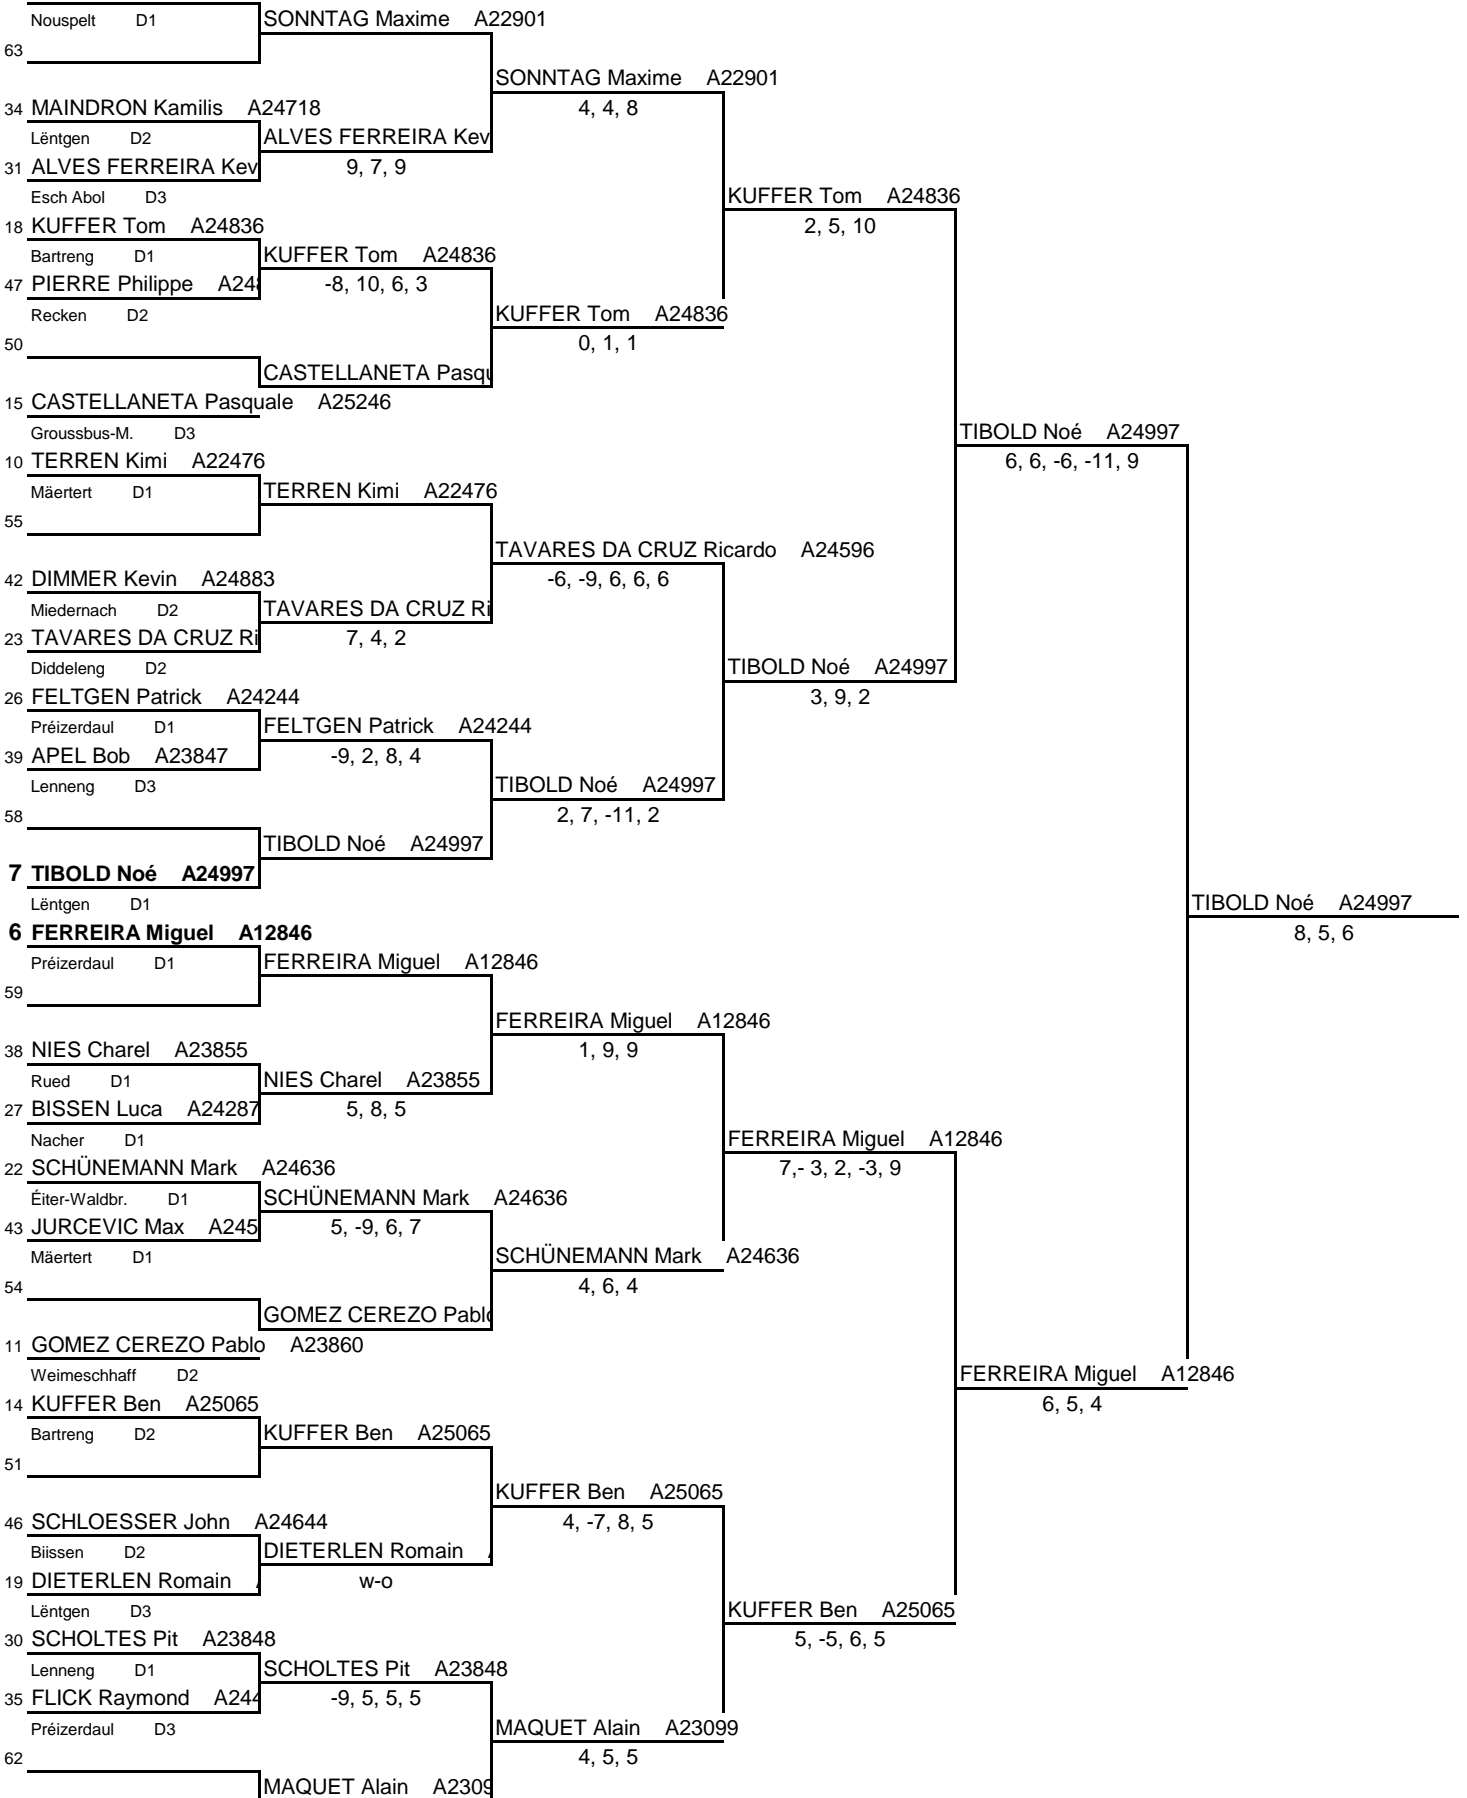 Nouspelt D1 SONNTAG Maxime A22901
63
SONNTAG Maxime A22901
34 MAINDRON Kamilis A24718 4, 4, 8
Lëntgen D2 ALVES FERREIRA Kev
31 ALVES FERREIRA Kev 9, 7, 9
Esch Abol D3 KUFFER Tom A24836
18 KUFFER Tom A24836 2, 5, 10
Bartreng D1 KUFFER Tom A24836
47 PIERRE Philippe A24 -8, 10, 6, 3
Recken D2 KUFFER Tom A24836
50 0, 1, 1
CASTELLANETA Pasqu
15 CASTELLANETA Pasquale A25246
Groussbus-M. D3 TIBOLD Noé A24997
10 TERREN Kimi A22476 6, 6, -6, -11, 9
Mäertert D1 TERREN Kimi A22476
55
TAVARES DA CRUZ Ricardo A24596
42 DIMMER Kevin A24883 -6, -9, 6, 6, 6
Miedernach D2 TAVARES DA CRUZ Ri
23 TAVARES DA CRUZ Ri 7, 4, 2
Diddeleng D2 TIBOLD Noé A24997
26 FELTGEN Patrick A24244 3, 9, 2
Préizerdaul D1 FELTGEN Patrick A24244
39 APEL Bob A23847 -9, 2, 8, 4
Lenneng D3 TIBOLD Noé A24997
58 2, 7, -11, 2
TIBOLD Noé A24997
7 TIBOLD Noé A24997
Lëntgen D1 TIBOLD Noé A24997
6 FERREIRA Miguel A12846 8, 5, 6
Préizerdaul D1 FERREIRA Miguel A12846
59
FERREIRA Miguel A12846
38 NIES Charel A23855 1, 9, 9
Rued D1 NIES Charel A23855
27 BISSEN Luca A24287 5, 8, 5
Nacher D1 FERREIRA Miguel A12846
22 SCHÜNEMANN Mark A24636 7,- 3, 2, -3, 9
Éiter-Waldbr. D1 SCHÜNEMANN Mark A24636
43 JURCEVIC Max A245 5, -9, 6, 7
Mäertert D1 SCHÜNEMANN Mark A24636
54 4, 6, 4
GOMEZ CEREZO Pablo
11 GOMEZ CEREZO Pablo A23860
Weimeschhaff D2 FERREIRA Miguel A12846
14 KUFFER Ben A25065 6, 5, 4
Bartreng D2 KUFFER Ben A25065
51
KUFFER Ben A25065
46 SCHLOESSER John A24644 4, -7, 8, 5
Biissen D2 DIETERLEN Romain
19 DIETERLEN Romain w-o
Lëntgen D3 KUFFER Ben A25065
30 SCHOLTES Pit A23848 5, -5, 6, 5
Lenneng D1 SCHOLTES Pit A23848
35 FLICK Raymond A244 -9, 5, 5, 5
Préizerdaul D3 MAQUET Alain A23099
62 4, 5, 5
MAQUET Alain A2309